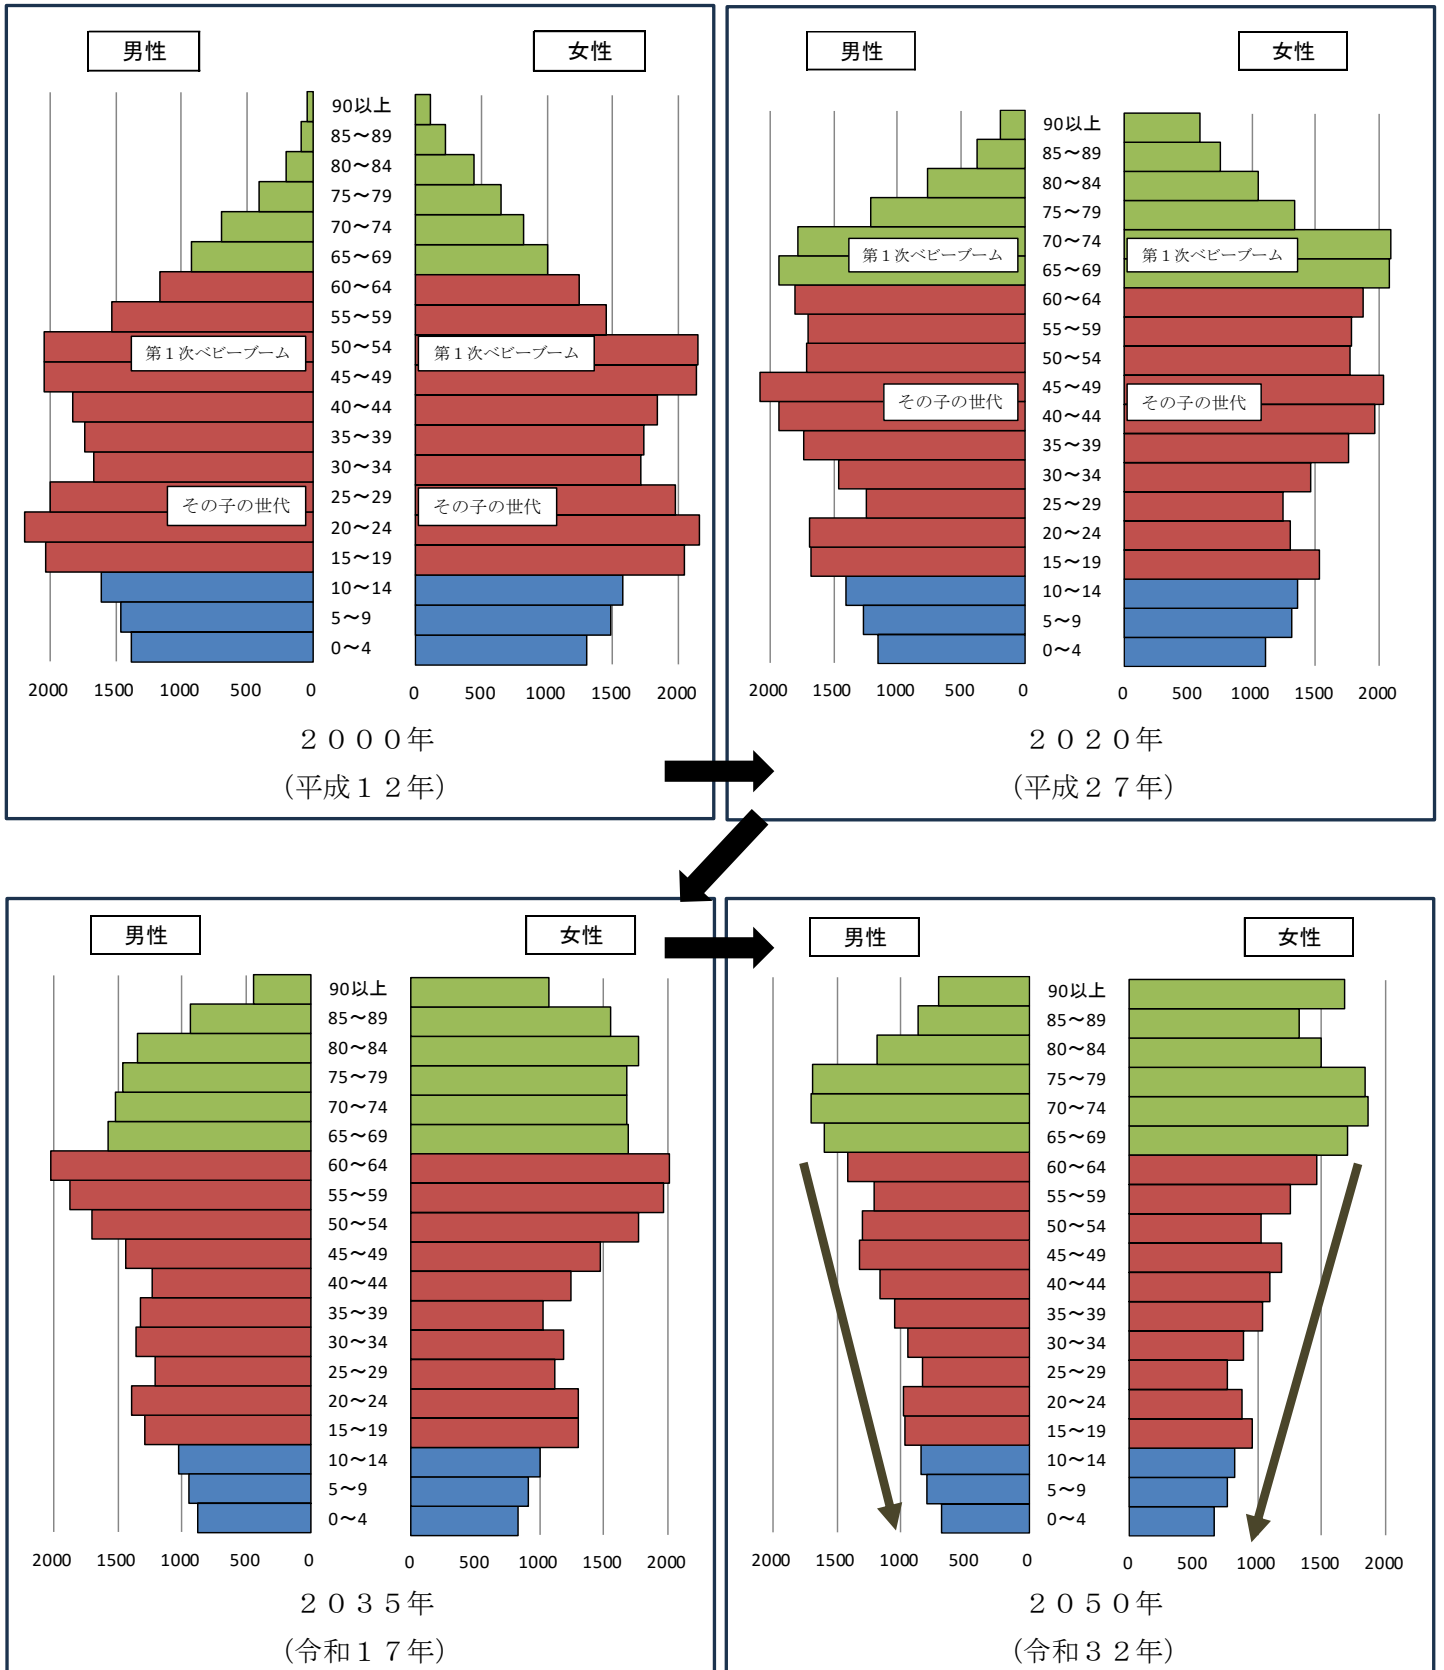 男性
女性
90以上
85～89
80～84
75～79
70～74
65～69
60～64
55～59
50～54
45～49
40～44
35～39
30～34
25～29
20～24
15～19
10～14
5～9
0～4
第１次ベビーブーム
第１次ベビーブーム
その子の世代
その子の世代
2000 1500 1000 500 0
0 500 1000 1500 2000
２０００年
（平成１２年）
男性
女性
90以上
85～89
80～84
75～79
70～74
65～69
60～64
55～59
50～54
45～49
40～44
35～39
30～34
25～29
20～24
15～19
10～14
5～9
0～4
第１次ベビーブーム
第１次ベビーブーム
その子の世代
その子の世代
2000 1500 1000 500 0
0 500 1000 1500 2000
２０２０年
（平成２７年）
男性
女性
90以上
85～89
80～84
75～79
70～74
65～69
60～64
55～59
50～54
45～49
40～44
35～39
30～34
25～29
20～24
15～19
10～14
5～9
0～4
2000 1500 1000 500 0
0 500 1000 1500 2000
２０３５年
（令和１７年）
男性
女性
90以上
85～89
80～84
75～79
70～74
65～69
60～64
55～59
50～54
45～49
40～44
35～39
30～34
25～29
20～24
15～19
10～14
5～9
0～4
2000 1500 1000 500 0
0 500 1000 1500 2000
２０５０年
（令和３２年）